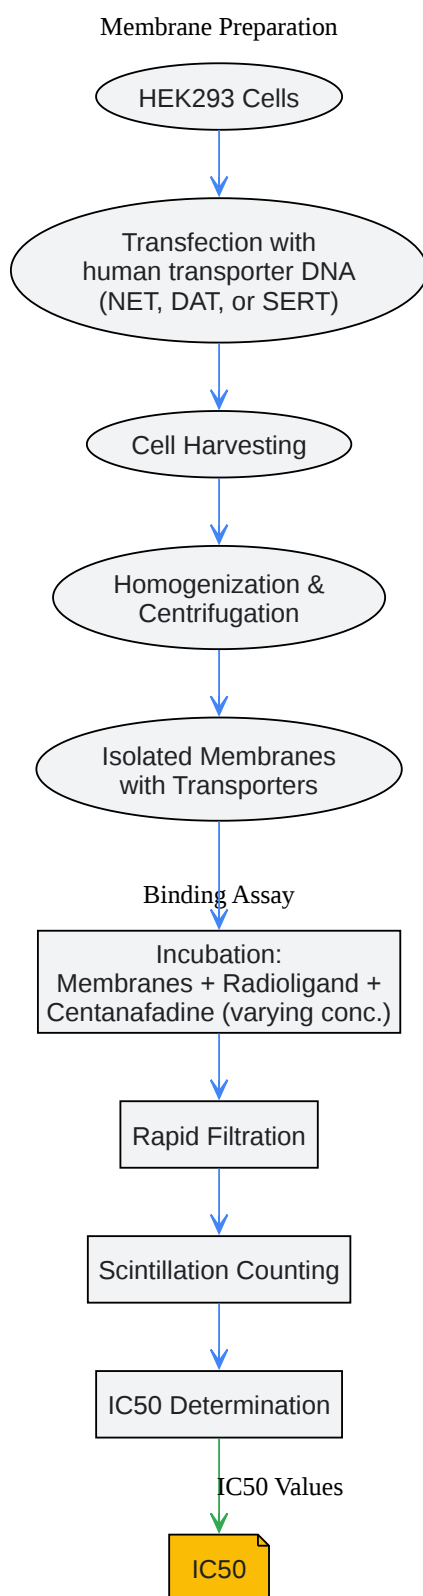 Membrane Preparation
HEK293 Cells
Transfection with
human transporter DNA
(NET, DAT, or SERT)
Cell Harvesting
Homogenization &
Centrifugation
Isolated Membranes
with Transporters
Binding Assay
Incubation:
Membranes + Radioligand +
Centanafadine (varying conc.)
Rapid Filtration
Scintillation Counting
IC50 Determination
IC50 Values
IC50